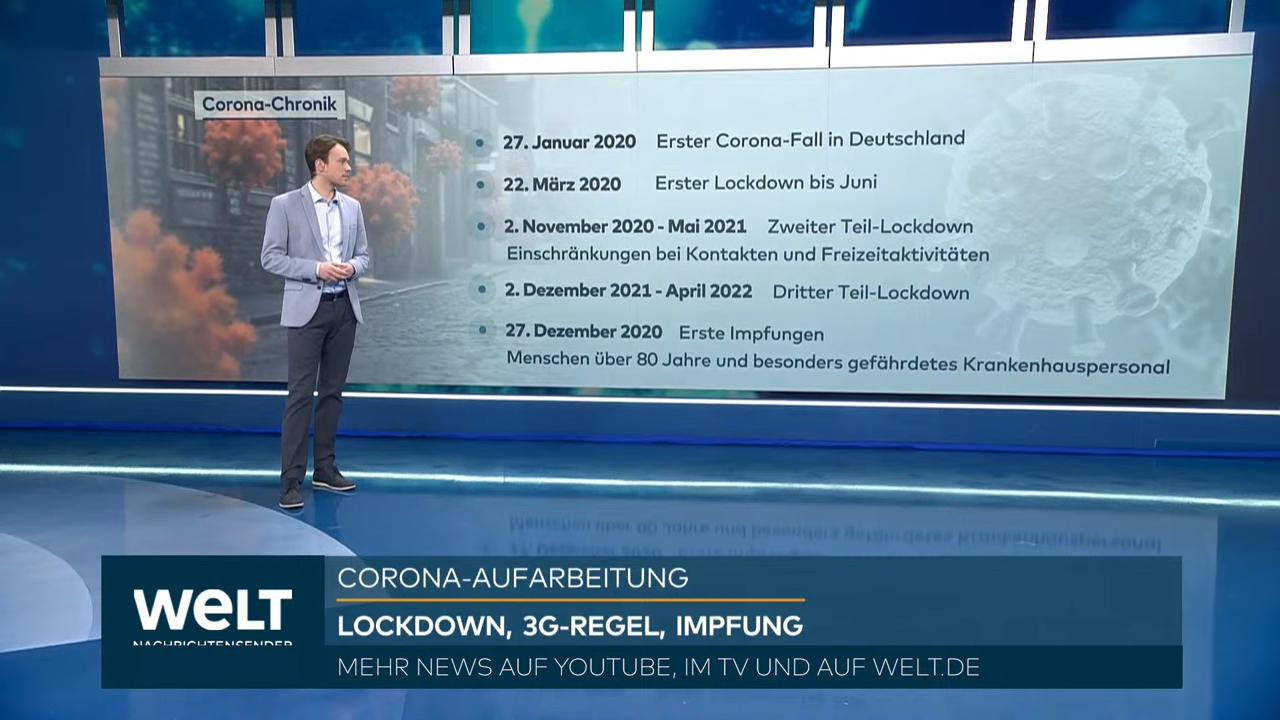 Corona-Chronik
27. Januar 2020 Erster Corona-Fall in Deutschland
22. März 2020 Erster Lockdown bis Juni
2. November 2020 - Mai 2021 Zweiter Teil-Lockdown
Einschränkungen bei Kontakten und Freizeitaktivitäten
2. Dezember 2021 - April 2022 Dritter Teil-Lockdown
27. Dezember 2020 Erste Impfungen
Menschen über 80 Jahre und besonders gefährdetes Krankenhauspersonal
welt
NACHRICHTENSENDER
CORONA-AUFARBEITUNG
LOCKDOWN, 3G-REGEL, IMPFUNG
MEHR NEWS AUF YOUTUBE, IM TV UND AUF WELT.DE